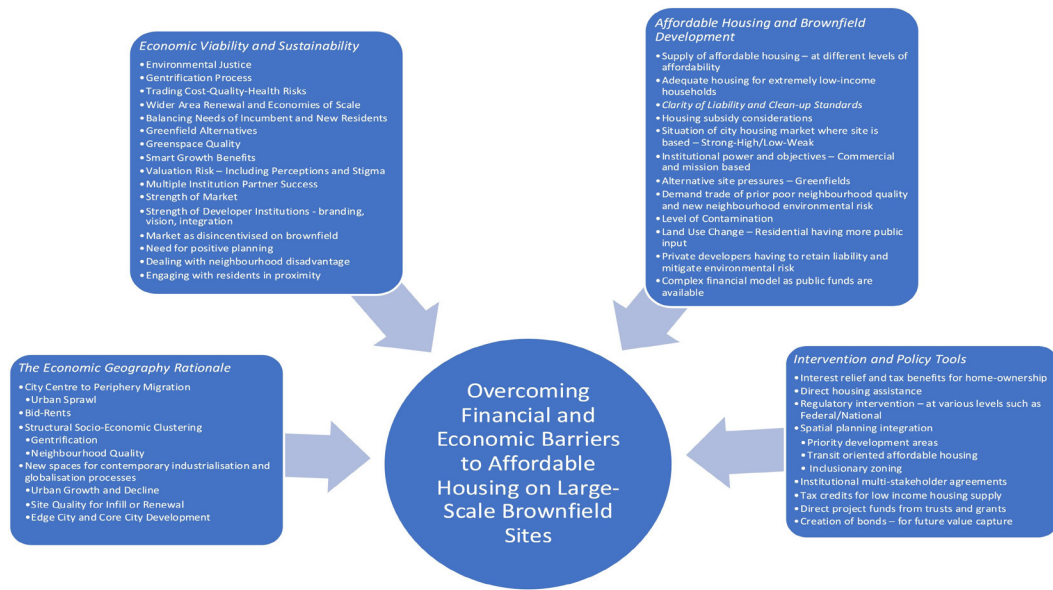 Economic Viability and Sustainability
•Environmental Justice
•Gentrification Process
•Trading Cost-Quality-Health Risks
•Wider Area Renewal and Economies of Scale
•Balancing Needs of Incumbent and New Residents
•Greenfield Alternatives
•Greenspace Quality
•Smart Growth Benefits
•Valuation Risk – Including Perceptions and Stigma
•Multiple Institution Partner Success
•Strength of Market
•Strength of Developer Institutions - branding,
vision, integration
•Market as disincentivised on brownfield
•Need for positive planning
•Dealing with neighbourhood disadvantage
•Engaging with residents in proximity
Affordable Housing and Brownfield
Development
•Supply of affordable housing – at different levels of
affordability
•Adequate housing for extremely low-income
households
•Clarity of Liability and Clean-up Standards
•Housing subsidy considerations
•Situation of city housing market where site is
based – Strong-High/Low-Weak
•Institutional power and objectives – Commercial
and mission based
•Alternative site pressures – Greenfields
•Demand trade of prior poor neighbourhood quality
and new neighbourhood environmental risk
•Level of Contamination
•Land Use Change – Residential having more public
input
•Private developers having to retain liability and
mitigate environmental risk
•Complex financial model as public funds are
available
The Economic Geography Rationale
•City Centre to Periphery Migration
•Urban Sprawl
•Bid-Rents
•Structural Socio-Economic Clustering
•Gentrification
•Neighbourhood Quality
•New spaces for contemporary industrialisation and
globalisation processes
•Urban Growth and Decline
•Site Quality for Infill or Renewal
•Edge City and Core City Development
Overcoming
Financial and
Economic Barriers
to Affordable
Housing on Large-
Scale Brownfield
Sites
Intervention and Policy Tools
•Interest relief and tax benefits for home-ownership
•Direct housing assistance
•Regulatory intervention – at various levels such as
Federal/National
•Spatial planning integration
•Priority development areas
•Transit oriented affordable housing
•Inclusionary zoning
•Institutional multi-stakeholder agreements
•Tax credits for low income housing supply
•Direct project funds from trusts and grants
•Creation of bonds – for future value capture